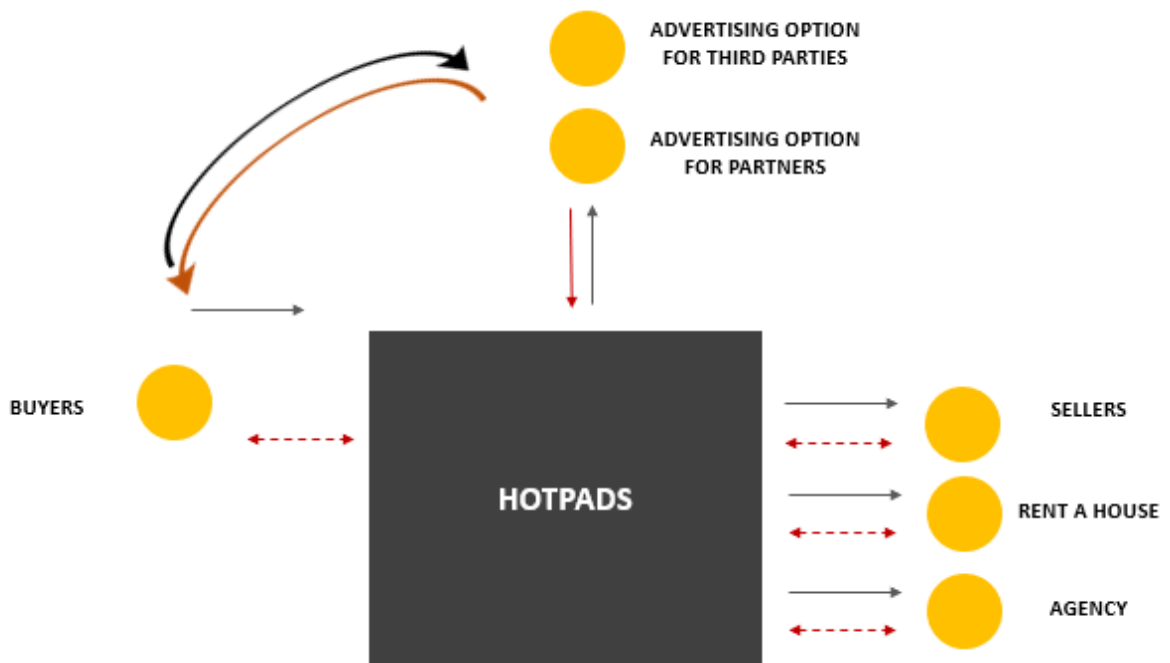 ADVERTISING OPTION
FOR THIRD PARTIES
ADVERTISING OPTION
FOR PARTNERS
BUYERS
HOTPADS
SELLERS
RENT A HOUSE
AGENCY